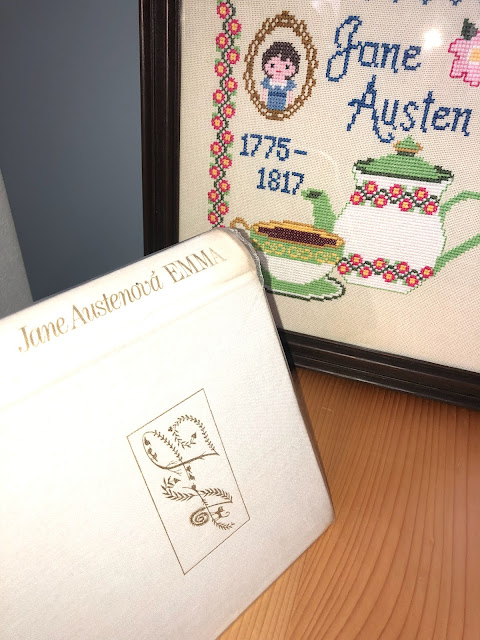 Jane
Austen
1775-
1817
Jane Austenová EMMA